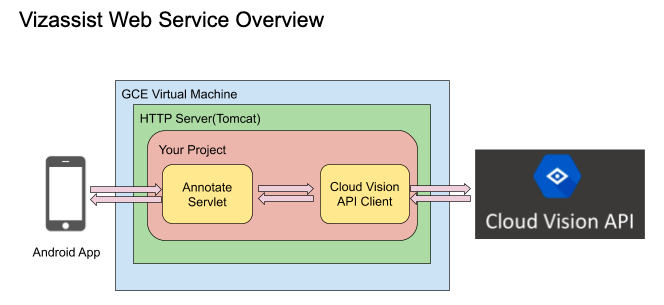 Vizassist Web Service Overview
GCE Virtual Machine
HTTP Server(Tomcat)
Your Project
Annotate
Servlet
Cloud Vision
API Client
Android App
Cloud Vision API